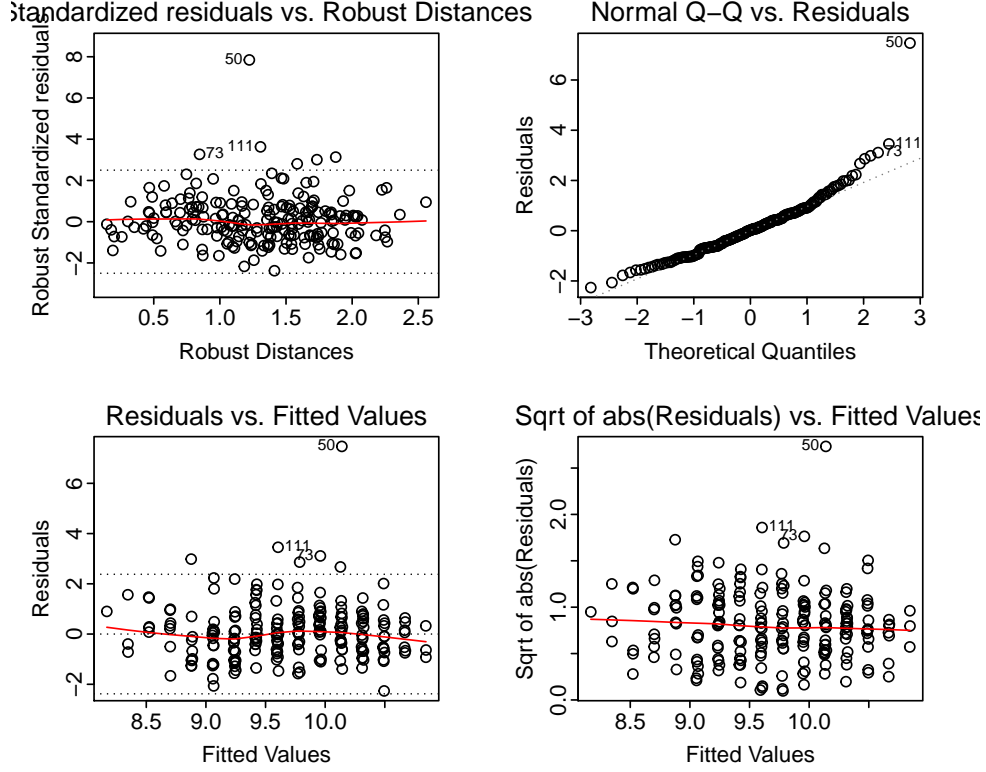 Standardized residuals vs. Robust Distances
Robust Standardized residuals
8
6
4
2
0
−2
50
73
111
0.5 1.0 1.5 2.0 2.5
Robust Distances
Normal Q−Q vs. Residuals
Residuals
6
4
2
0
−2
50
111
73
−3 −2 −1 0 1 2 3
Theoretical Quantiles
Residuals vs. Fitted Values
Residuals
6
4
2
0
−2
50
111
73
8.5 9.0 9.5 10.0
Fitted Values
Sqrt of abs(Residuals) vs. Fitted Values
Sqrt of abs(Residuals)
2.0
1.0
0.0
50
111
73
8.5 9.0 9.5 10.0
Fitted Values